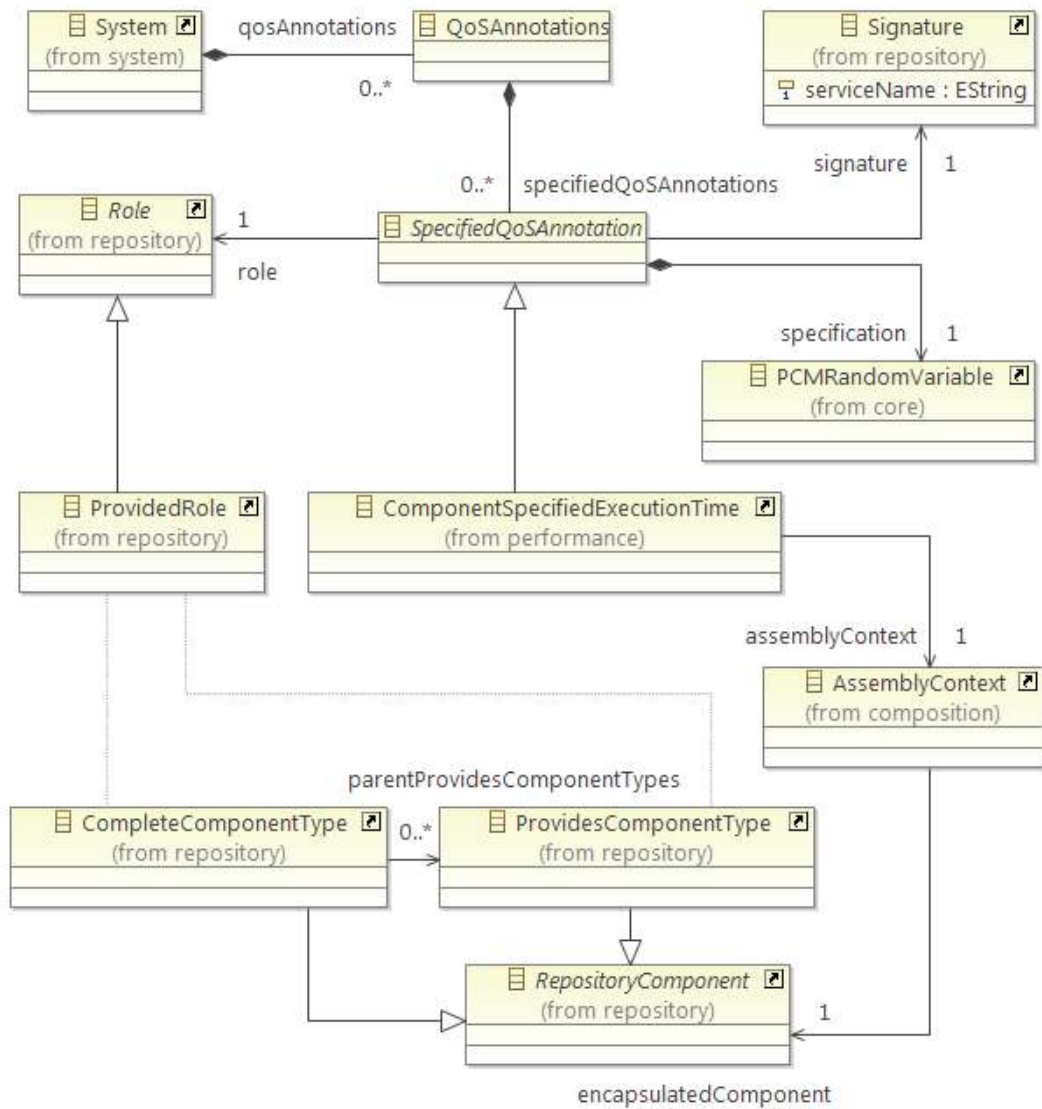 System
(from system)
qosAnnotations
0..*
QoSAnnotations
Signature
(from repository)
1
serviceName : EString
signature
1
0..*
specifiedQoSAnnotations
Role
(from repository)
1
role
SpecifiedQoSAnnotation
specification
1
PCMRandomVariable
(from core)
ProvidedRole
(from repository)
ComponentSpecifiedExecutionTime
(from performance)
assemblyContext
1
AssemblyContext
(from composition)
parentProvidesComponentTypes
CompleteComponentType
(from repository)
0..*
ProvidesComponentType
(from repository)
RepositoryComponent
(from repository)
1
encapsulatedComponent